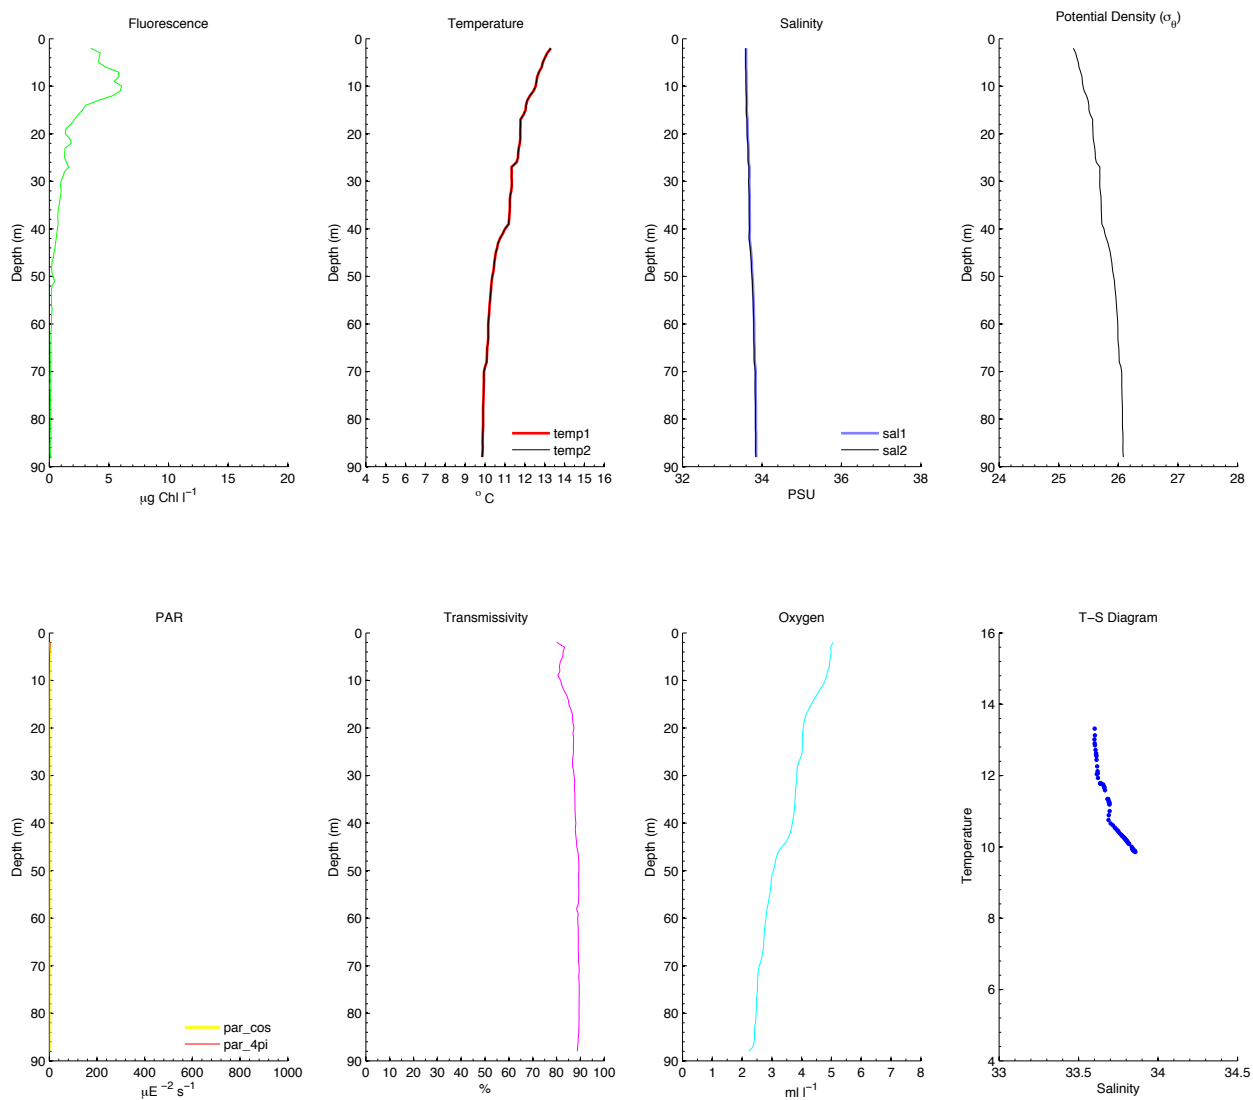 Fluorescence
0
10
20
30
40
50
60
70
80
90
Depth (m)
0 5 10 15 20
μg Chl l⁻¹
Temperature
0
10
20
30
40
50
60
70
80
90
Depth (m)
temp1
temp2
4 5 6 7 8 9 10 11 12 13 14 15 16
° C
Salinity
0
10
20
30
40
50
60
70
80
90
Depth (m)
sal1
sal2
32 34 36 38
PSU
Potential Density (σθ)
0
10
20
30
40
50
60
70
80
90
Depth (m)
24 25 26 27 28
PAR
0
10
20
30
40
50
60
70
80
90
Depth (m)
par_cos
par_4pi
0 200 400 600 800 1000
μE ⁻² s⁻¹
Transmissivity
0
10
20
30
40
50
60
70
80
90
Depth (m)
0 10 20 30 40 50 60 70 80 90 100
%
Oxygen
0
10
20
30
40
50
60
70
80
90
Depth (m)
0 1 2 3 4 5 6 7 8
ml l⁻¹
T−S Diagram
16
14
12
10
8
6
4
Temperature
33 33.5 34 34.5
Salinity